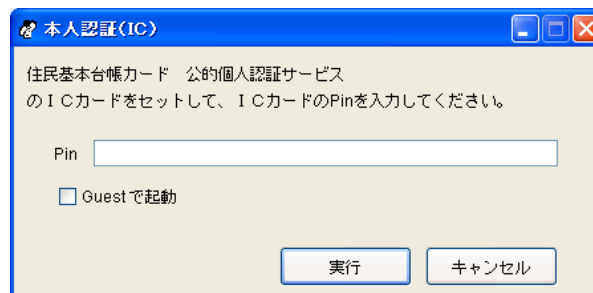 本人認証(IC)
住民基本台帳カード　公的個人認証サービス
のＩＣカードをセットして、ＩＣカードのPinを入力してください。
Pin
Guestで起動
実行　キャンセル